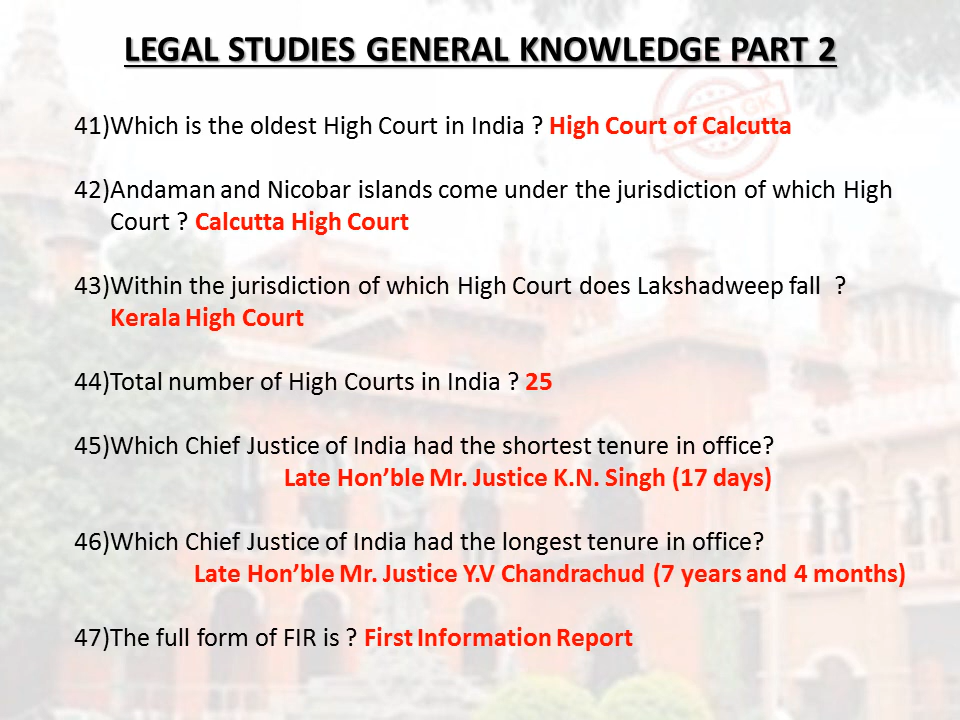 LEGAL STUDIES GENERAL KNOWLEDGE PART 2
41)Which is the oldest High Court in India ? High Court of Calcutta
42)Andaman and Nicobar islands come under the jurisdiction of which High
Court ? Calcutta High Court
43)Within the jurisdiction of which High Court does Lakshadweep fall  ?
Kerala High Court
44)Total number of High Courts in India ? 25
45)Which Chief Justice of India had the shortest tenure in office?
Late Hon’ble Mr. Justice K.N. Singh (17 days)
46)Which Chief Justice of India had the longest tenure in office?
Late Hon’ble Mr. Justice Y.V Chandrachud (7 years and 4 months)
47)The full form of FIR is ? First Information Report